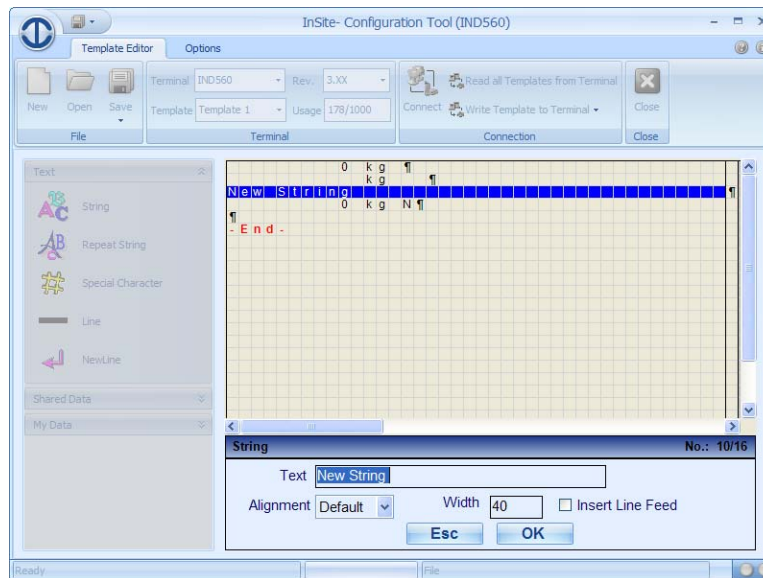 InSite- Configuration Tool (IND560)
Template Editor Options
New Open Save
File
Terminal IND560 Rev. 3.XX
Template Template 1 Usage 178/1000
Terminal
Connect Read all Templates from Terminal
Write Template to Terminal
Connection
Close
Close
Text
String
Repeat String
Special Character
Line
NewLine
Shared Data
My Data
0 kg ¶
kg ¶
New String ¶
0 kg N¶
¶
-End-
String No.: 10/16
Text New String
Alignment Default Width 40 Insert Line Feed
Esc OK
Ready File